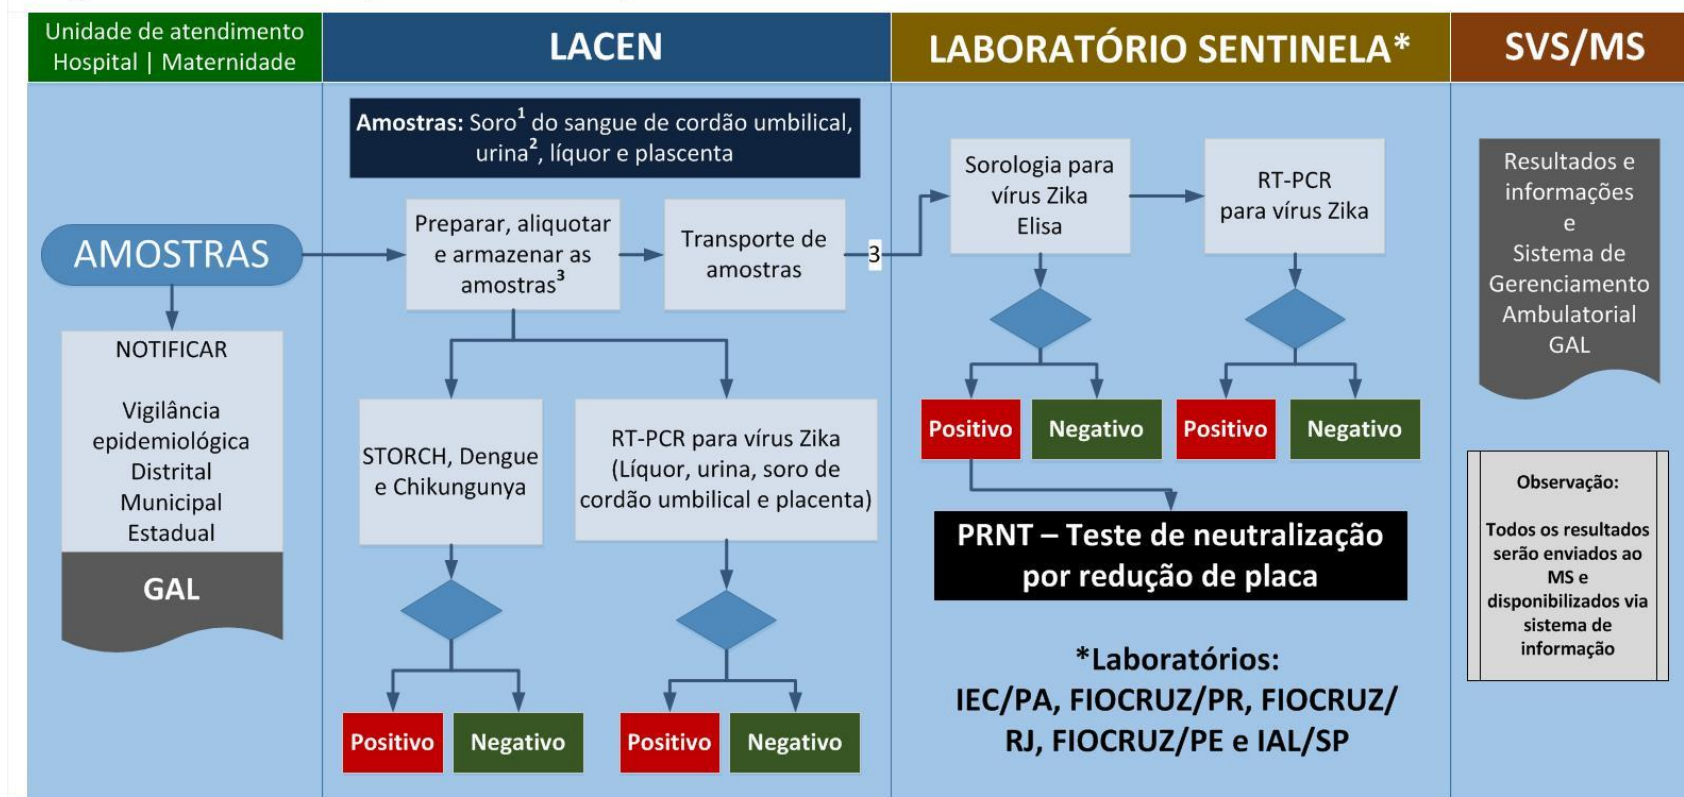 Unidade de atendimento
Hospital | Maternidade
LACEN
LABORATÓRIO SENTINELA*
SVS/MS
AMOSTRAS
NOTIFICAR
Vigilância
epidemiológica
Distrital
Municipal
Estadual
GAL
Amostras: Soro¹ do sangue de cordão umbilical,
urina², líquor e plascenta
Preparar, aliquotar
e armazenar as
amostras³
Transporte de
amostras
3
STORCH, Dengue
e Chikungunya
RT-PCR para vírus Zika
(Líquor, urina, soro de
cordão umbilical e placenta)
Positivo
Negativo
Positivo
Negativo
Sorologia para
vírus Zika
Elisa
RT-PCR
para vírus Zika
Positivo
Negativo
Positivo
Negativo
PRNT – Teste de neutralização
por redução de placa
*Laboratórios:
IEC/PA, FIOCRUZ/PR, FIOCRUZ/
RJ, FIOCRUZ/PE e IAL/SP
Resultados e
informações
e
Sistema de
Gerenciamento
Ambulatorial
GAL
Observação:
Todos os resultados
serão enviados ao
MS e
disponibilizados via
sistema de
informação